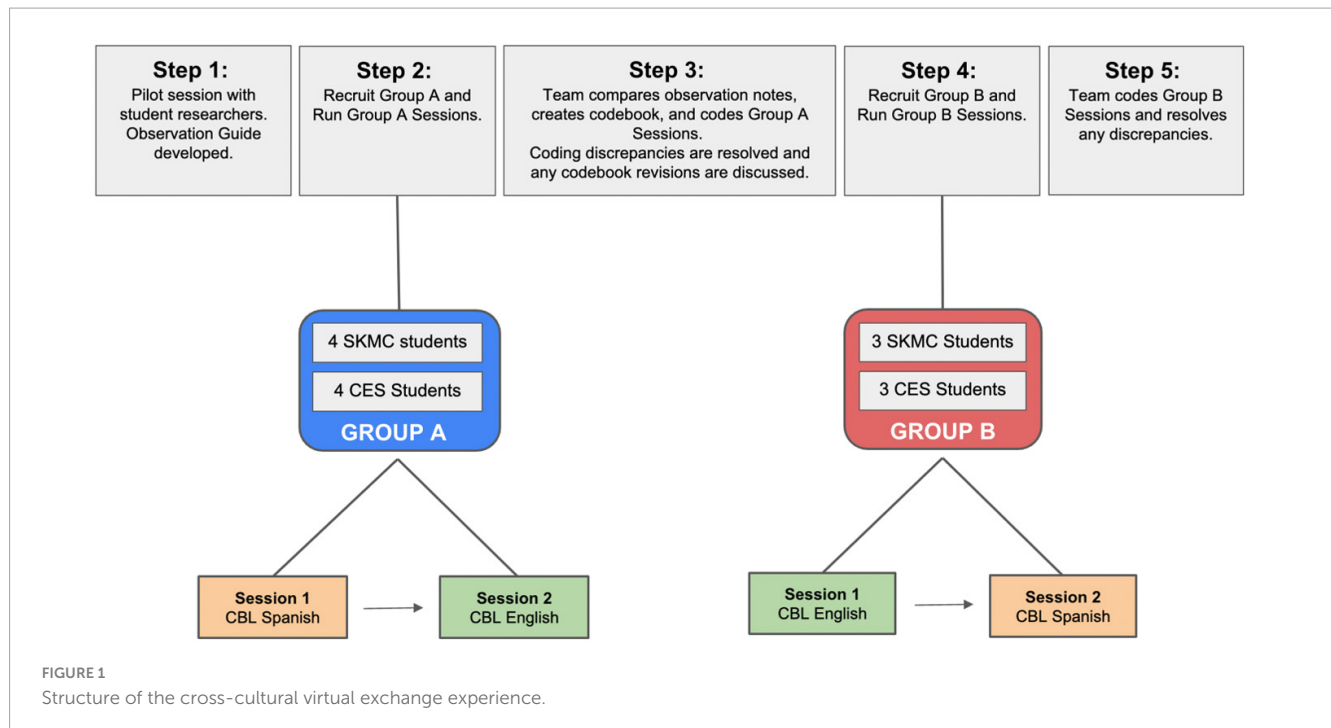 Step 1:
Pilot session with
student researchers.
Observation Guide
developed.
Step 2:
Recruit Group A and
Run Group A Sessions.
Step 3:
Team compares observation notes,
creates codebook, and codes Group A
Sessions.
Coding discrepancies are resolved and
any codebook revisions are discussed.
Step 4:
Recruit Group B and
Run Group B Sessions.
Step 5:
Team codes Group B
Sessions and resolves
any discrepancies.
4 SKMC students
4 CES Students
GROUP A
3 SKMC Students
3 CES Students
GROUP B
Session 1
CBL Spanish
Session 2
CBL English
Session 1
CBL English
Session 2
CBL Spanish
FIGURE 1
Structure of the cross-cultural virtual exchange experience.